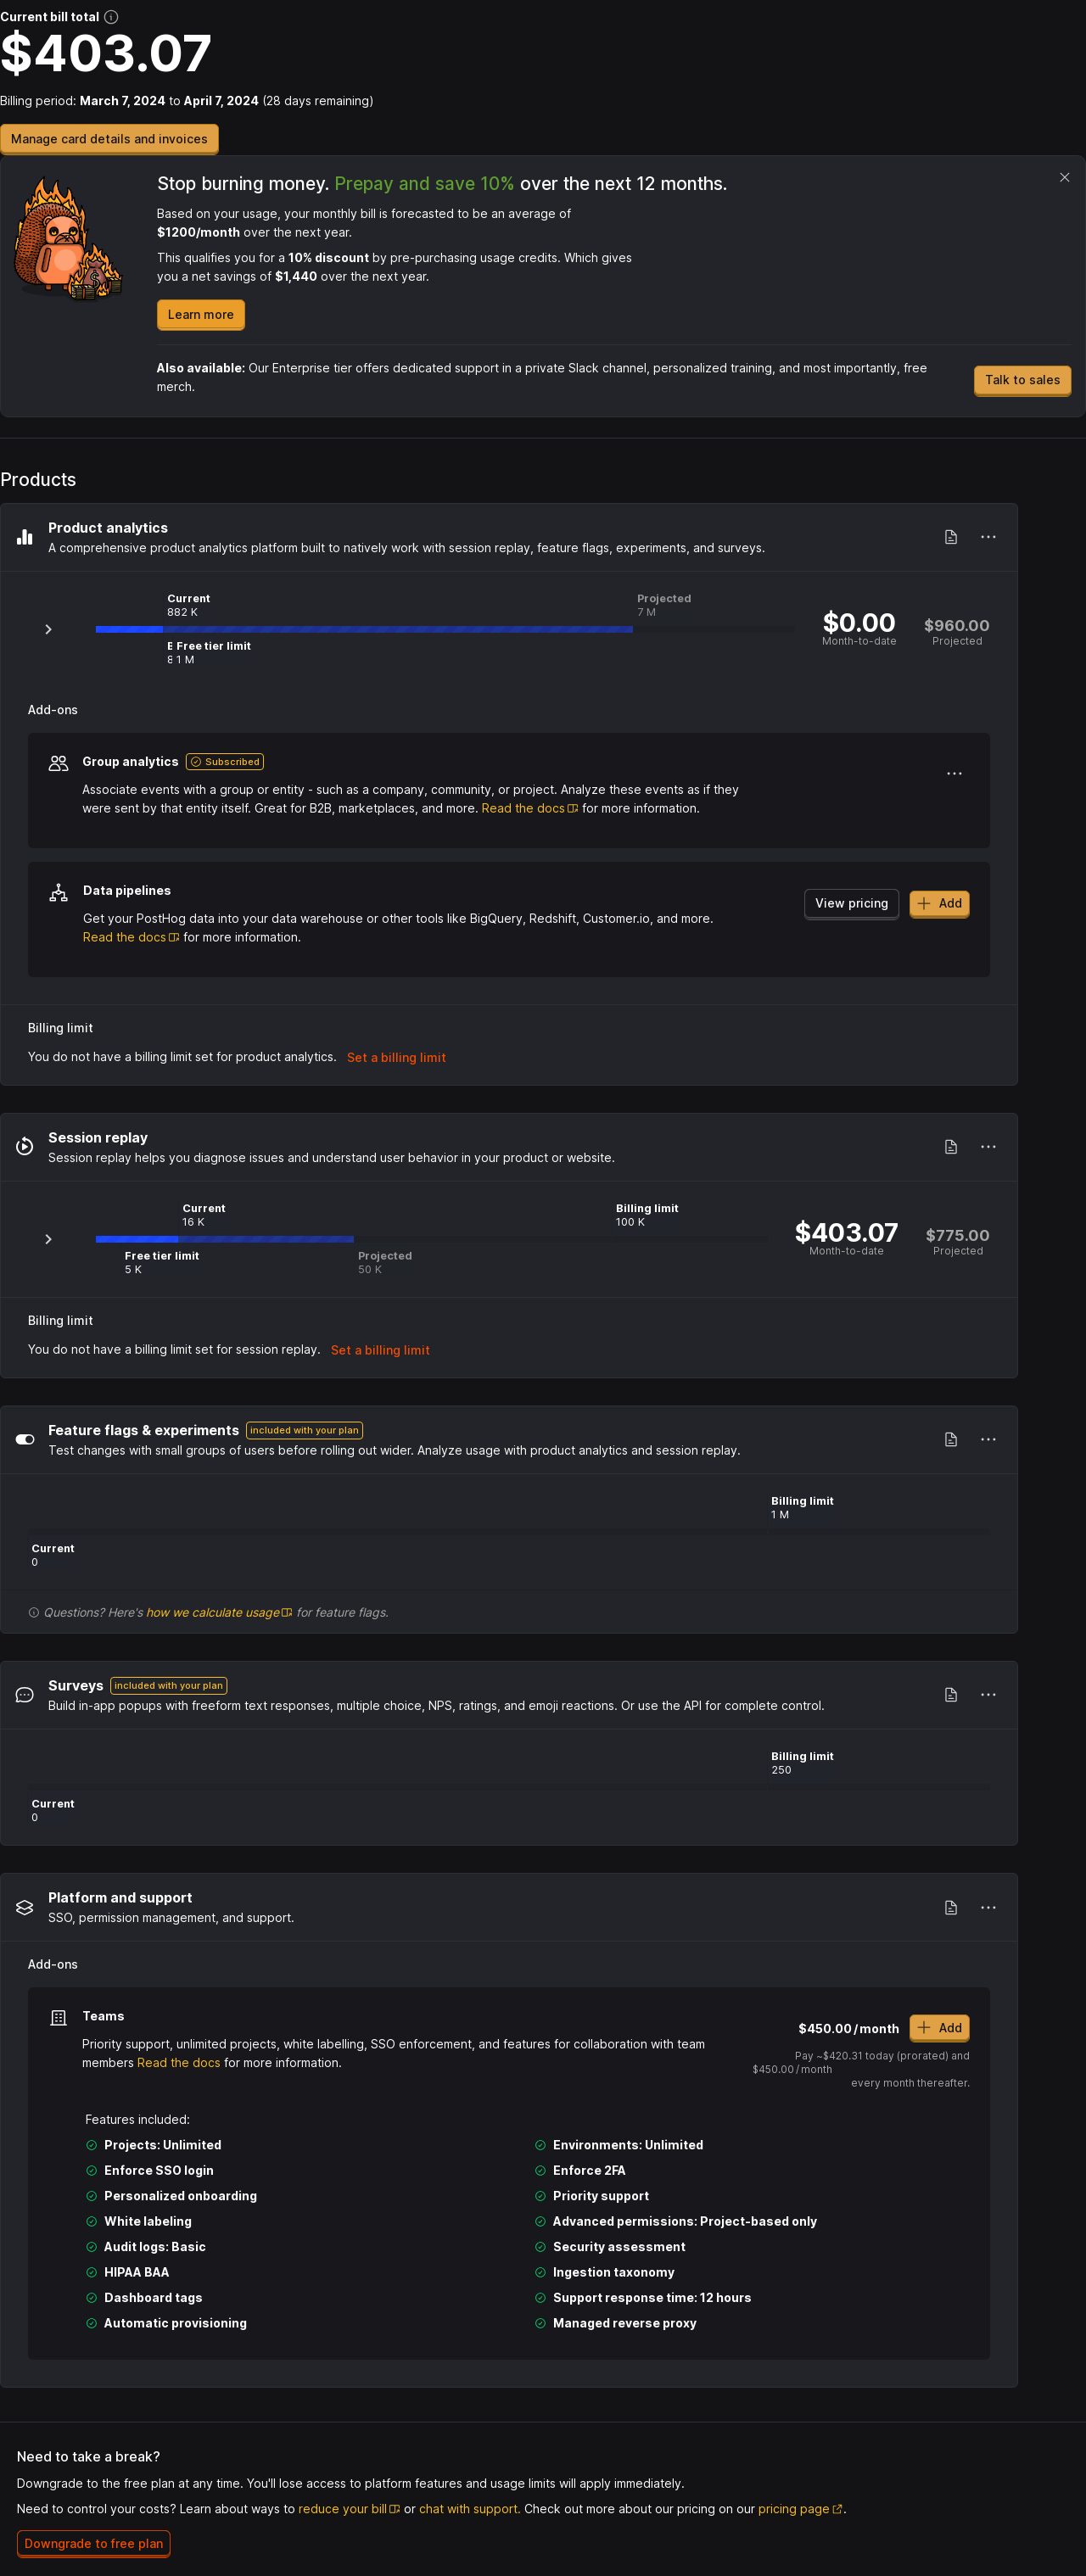 Current bill total
$403.07
Billing period: March 7, 2024 to April 7, 2024 (28 days remaining)
Manage card details and invoices
Stop burning money. Prepay and save 10% over the next 12 months.
Based on your usage, your monthly bill is forecasted to be an average of
$1200/month over the next year.
This qualifies you for a 10% discount by pre-purchasing usage credits. Which gives
you a net savings of $1,440 over the next year.
Learn more
Also available: Our Enterprise tier offers dedicated support in a private Slack channel, personalized training, and most importantly, free
merch.
Talk to sales
Products
Product analytics
A comprehensive product analytics platform built to natively work with session replay, feature flags, experiments, and surveys.
Current
882 K
Projected
7 M
Free tier limit
1 M
$0.00
Month-to-date
$960.00
Projected
Add-ons
Group analytics Subscribed
Associate events with a group or entity - such as a company, community, or project. Analyze these events as if they
were sent by that entity itself. Great for B2B, marketplaces, and more. Read the docs for more information.
Data pipelines
Get your PostHog data into your data warehouse or other tools like BigQuery, Redshift, Customer.io, and more.
Read the docs for more information.
View pricing
Add
Billing limit
You do not have a billing limit set for product analytics. Set a billing limit
Session replay
Session replay helps you diagnose issues and understand user behavior in your product or website.
Current
16 K
Billing limit
100 K
Free tier limit
5 K
Projected
50 K
$403.07
Month-to-date
$775.00
Projected
Billing limit
You do not have a billing limit set for session replay. Set a billing limit
Feature flags & experiments included with your plan
Test changes with small groups of users before rolling out wider. Analyze usage with product analytics and session replay.
Billing limit
1 M
Current
0
Questions? Here's how we calculate usage for feature flags.
Surveys included with your plan
Build in-app popups with freeform text responses, multiple choice, NPS, ratings, and emoji reactions. Or use the API for complete control.
Billing limit
250
Current
0
Platform and support
SSO, permission management, and support.
Add-ons
Teams
Priority support, unlimited projects, white labelling, SSO enforcement, and features for collaboration with team
members Read the docs for more information.
$450.00/month
Add
Pay ~$420.31 today (prorated) and
$450.00/month
every month thereafter.
Features included:
Projects: Unlimited
Environments: Unlimited
Enforce SSO login
Enforce 2FA
Personalized onboarding
Priority support
White labeling
Advanced permissions: Project-based only
Audit logs: Basic
Security assessment
HIPAA BAA
Ingestion taxonomy
Dashboard tags
Support response time: 12 hours
Automatic provisioning
Managed reverse proxy
Need to take a break?
Downgrade to the free plan at any time. You'll lose access to platform features and usage limits will apply immediately.
Need to control your costs? Learn about ways to reduce your bill or chat with support. Check out more about our pricing on our pricing page.
Downgrade to free plan